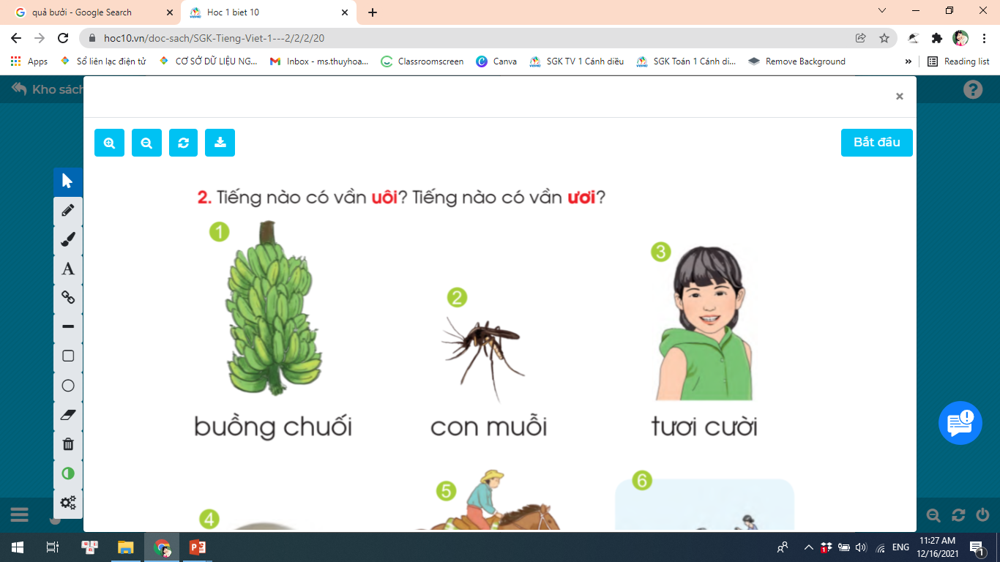 quả bưởi - Google Search
Hoc 1 biet 10
hoc10.vn/doc-sach/SGK-Tieng-Viet-1---2/2/2/20
Apps
Sổ liên lạc điện tử
CƠ SỞ DỮ LIỆU NG...
Inbox - ms.thuyhoa...
Classroomscreen
Canva
SGK TV 1 Cánh diều
SGK Toán 1 Cánh di...
Remove Background
»
Reading list
Kho sách
Bắt đầu
A
2. Tiếng nào có vần uôi? Tiếng nào có vần ươi?
1
2
3
buồng chuối
con muỗi
tươi cười
4
5
6
ENG
11:27 AM
12/16/2021